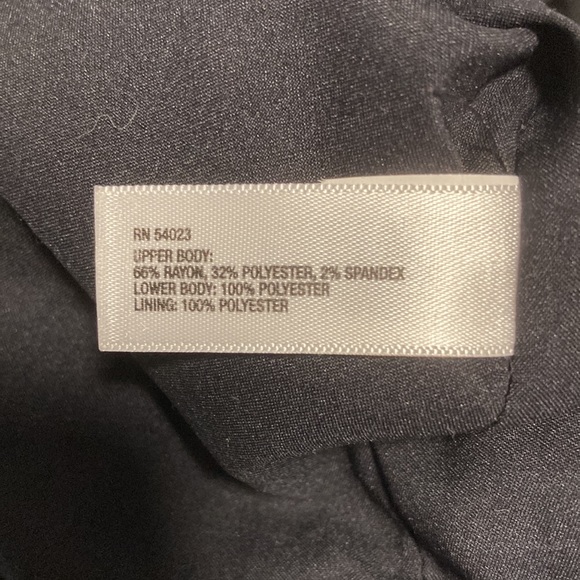 RN 54023
UPPER BODY:
66% RAYON, 32% POLYESTER, 2% SPANDEX
LOWER BODY: 100% POLYESTER
LINING: 100% POLYESTER